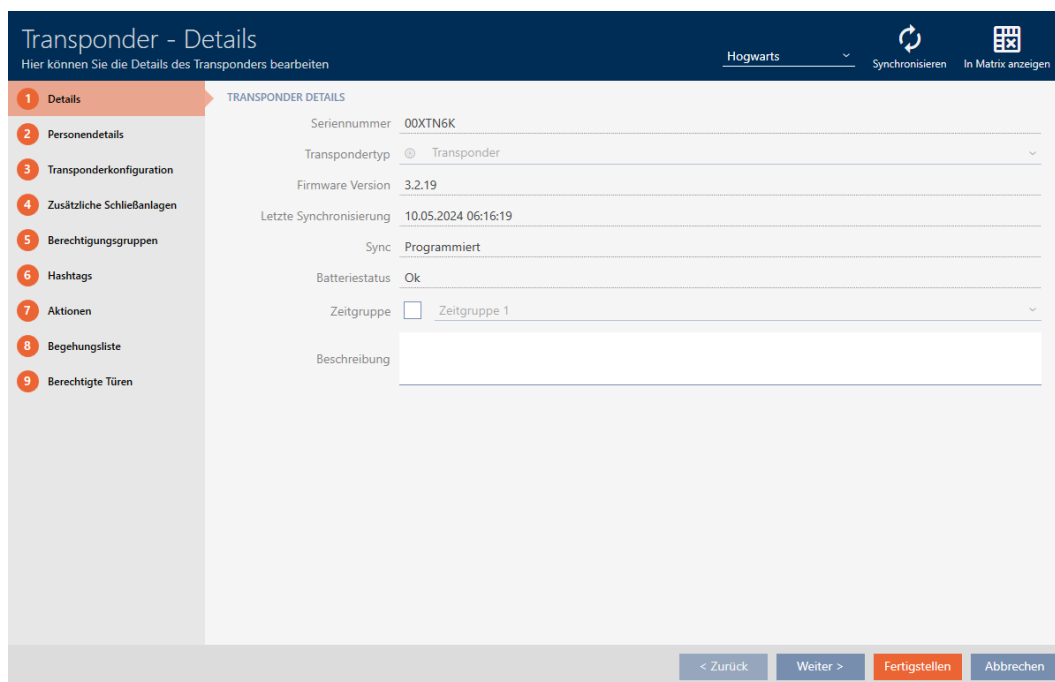 Transponder - Details
Hier können Sie die Details des Transponders bearbeiten
Hogwarts
Synchronisieren
In Matrix anzeigen
1 Details
2 Personendetails
3 Transponderkonfiguration
4 Zusätzliche Schließanlagen
5 Berechtigungsgruppen
6 Hashtags
7 Aktionen
8 Begehungsliste
9 Berechtigte Türen
TRANSPONDER DETAILS
Seriennummer 00XTN6K
Transpondertyp Transponder
Firmware Version 3.2.19
Letzte Synchronisierung 10.05.2024 06:16:19
Sync Programmiert
Batteriestatus Ok
Zeitgruppe Zeitgruppe 1
Beschreibung
< Zurück
Weiter >
Fertigstellen
Abbrechen